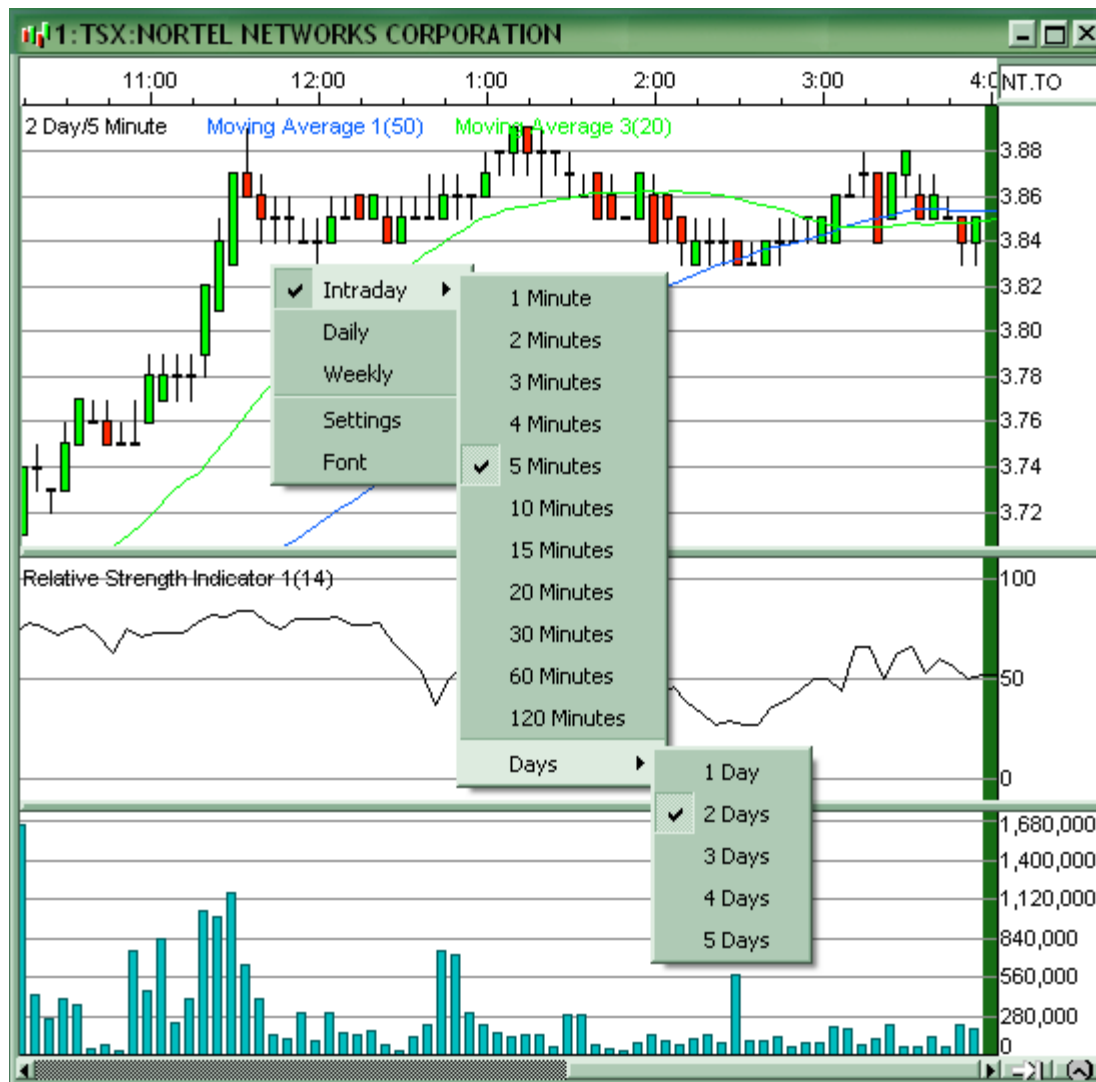 1:TSX:NORTEL NETWORKS CORPORATION
11:00 12:00 1:00 2:00 3:00 4:0 NT.TO
2 Day/5 Minute Moving Average 1(50) Moving Average 3(20)
3.88
3.86
3.84
3.82
3.80
3.78
3.76
3.74
3.72
Intraday
Daily
Weekly
Settings
Font
1 Minute
2 Minutes
3 Minutes
4 Minutes
5 Minutes
10 Minutes
15 Minutes
20 Minutes
30 Minutes
60 Minutes
120 Minutes
Days
1 Day
2 Days
3 Days
4 Days
5 Days
Relative Strength Indicator 1(14)
100
50
0
1,680,000
1,400,000
1,120,000
840,000
560,000
280,000
0